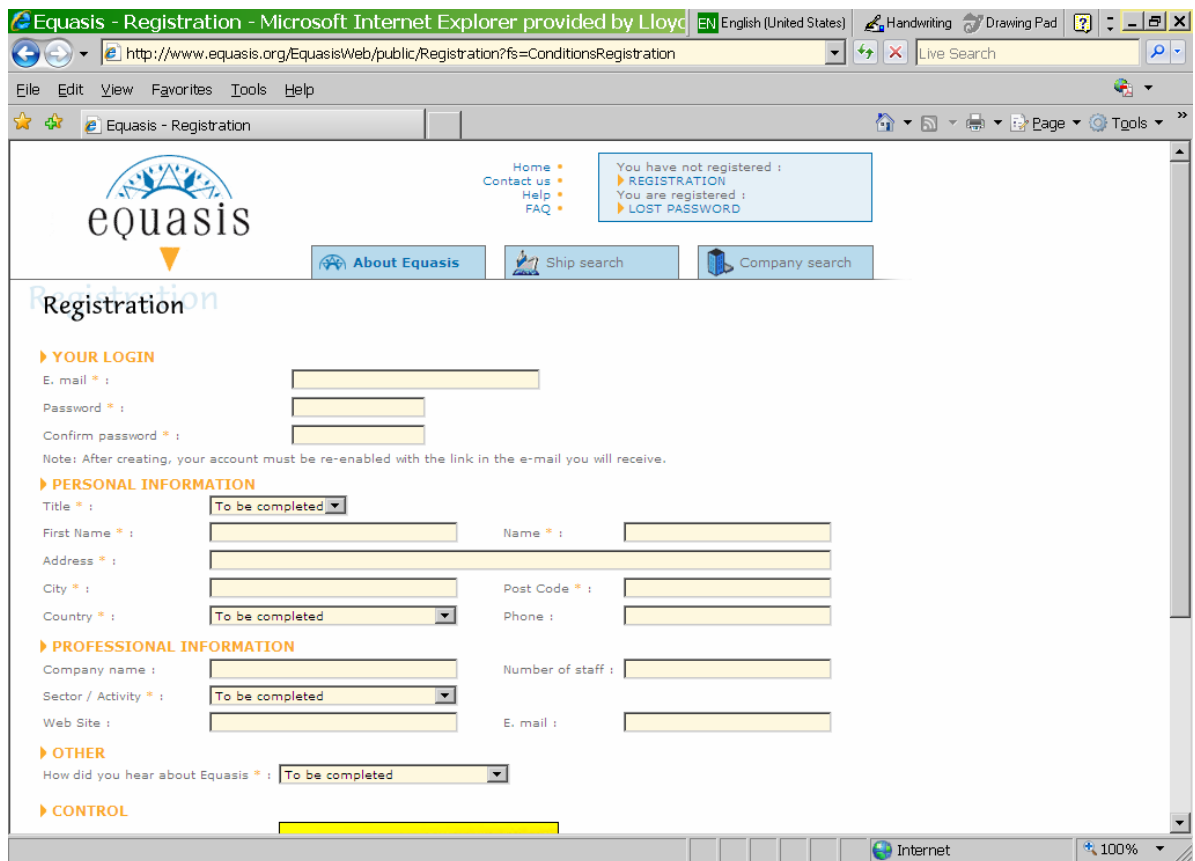 Equasis - Registration - Microsoft Internet Explorer provided by Lloyd
EN English (United States) Handwriting Drawing Pad
http://www.equasis.org/EquasisWeb/public/Registration?fs=ConditionsRegistration Live Search
File Edit View Favorites Tools Help
Equasis - Registration Page Tools »
equasis
Home
Contact us
Help
FAQ
You have not registered :
REGISTRATION
You are registered :
LOST PASSWORD
About Equasis Ship search Company search
Registration
Registration
YOUR LOGIN
E. mail * :
Password * :
Confirm password * :
Note: After creating, your account must be re-enabled with the link in the e-mail you will receive.
PERSONAL INFORMATION
Title * : To be completed
First Name * : Name * :
Address * :
City * : Post Code * :
Country * : To be completed Phone :
PROFESSIONAL INFORMATION
Company name : Number of staff :
Sector / Activity * : To be completed
Web Site : E. mail :
OTHER
How did you hear about Equasis * : To be completed
CONTROL
Internet 100%